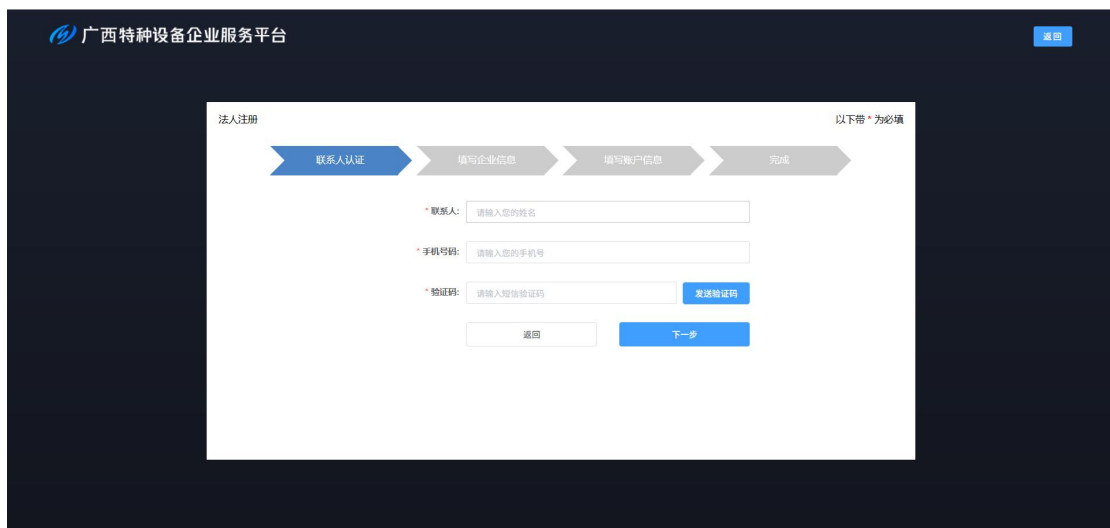 广西特种设备企业服务平台 返回
法人注册 以下带 * 为必填
联系人认证 填写企业信息 填写账户信息 完成
* 联系人: 请输入您的姓名
* 手机号码: 请输入您的手机号
* 验证码: 请输入短信验证码 发送验证码
返回 下一步